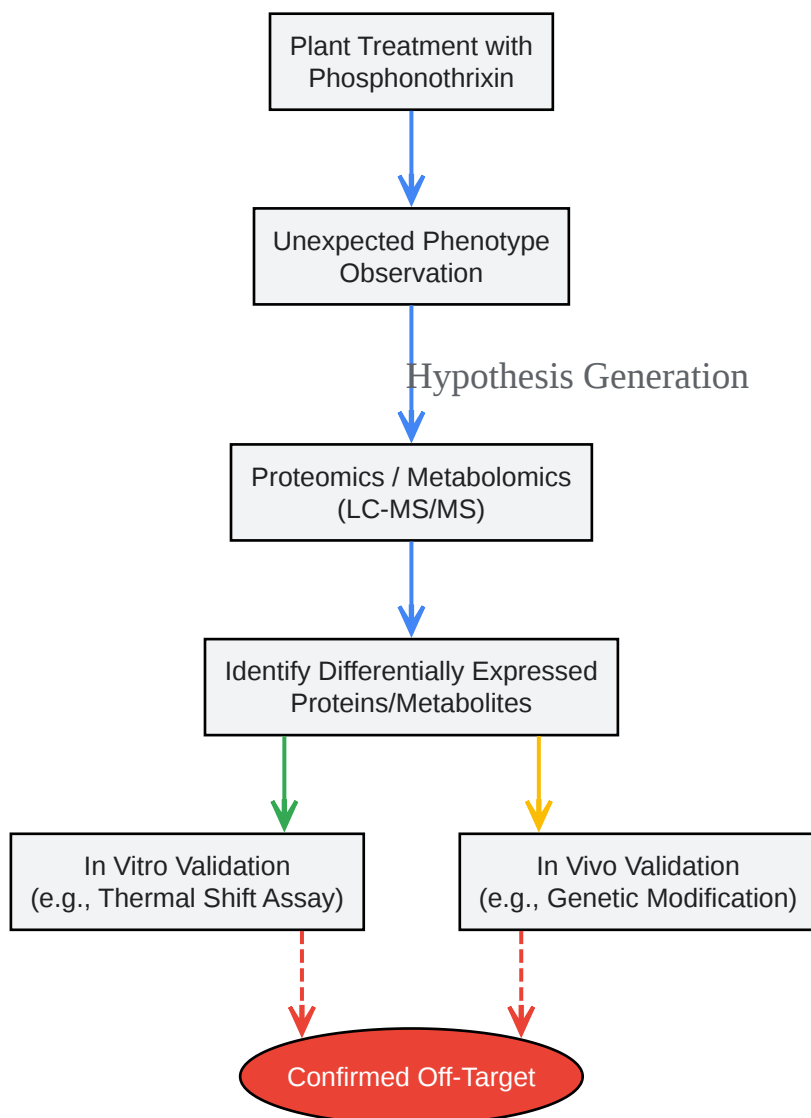 Plant Treatment with
Phosphonothrixin
Unexpected Phenotype
Observation
Hypothesis Generation
Proteomics / Metabolomics
(LC-MS/MS)
Identify Differentially Expressed
Proteins/Metabolites
In Vitro Validation
(e.g., Thermal Shift Assay)
In Vivo Validation
(e.g., Genetic Modification)
Confirmed Off-Target